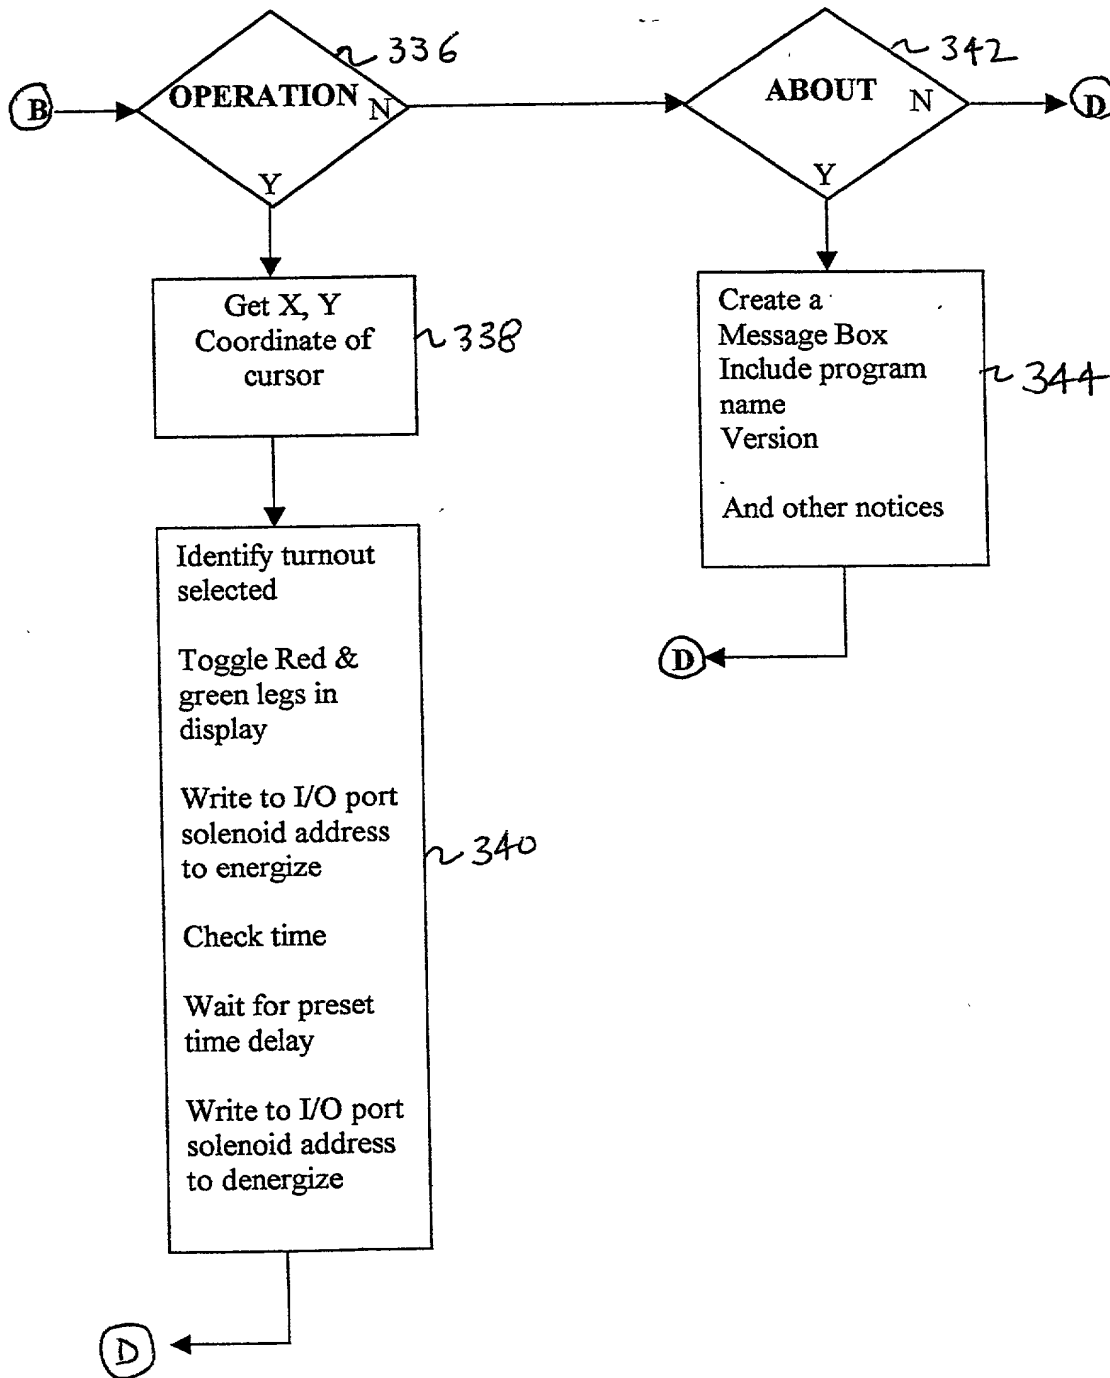 B
OPERATION
N
Y
336
ABOUT
N
Y
342
D
Get X, Y
Coordinate of
cursor
338
Create a
Message Box
Include program
name
Version
And other notices
344
D
Identify turnout
selected
Toggle Red &
green legs in
display
Write to I/O port
solenoid address
to energize
Check time
Wait for preset
time delay
Write to I/O port
solenoid address
to denergize
340
D